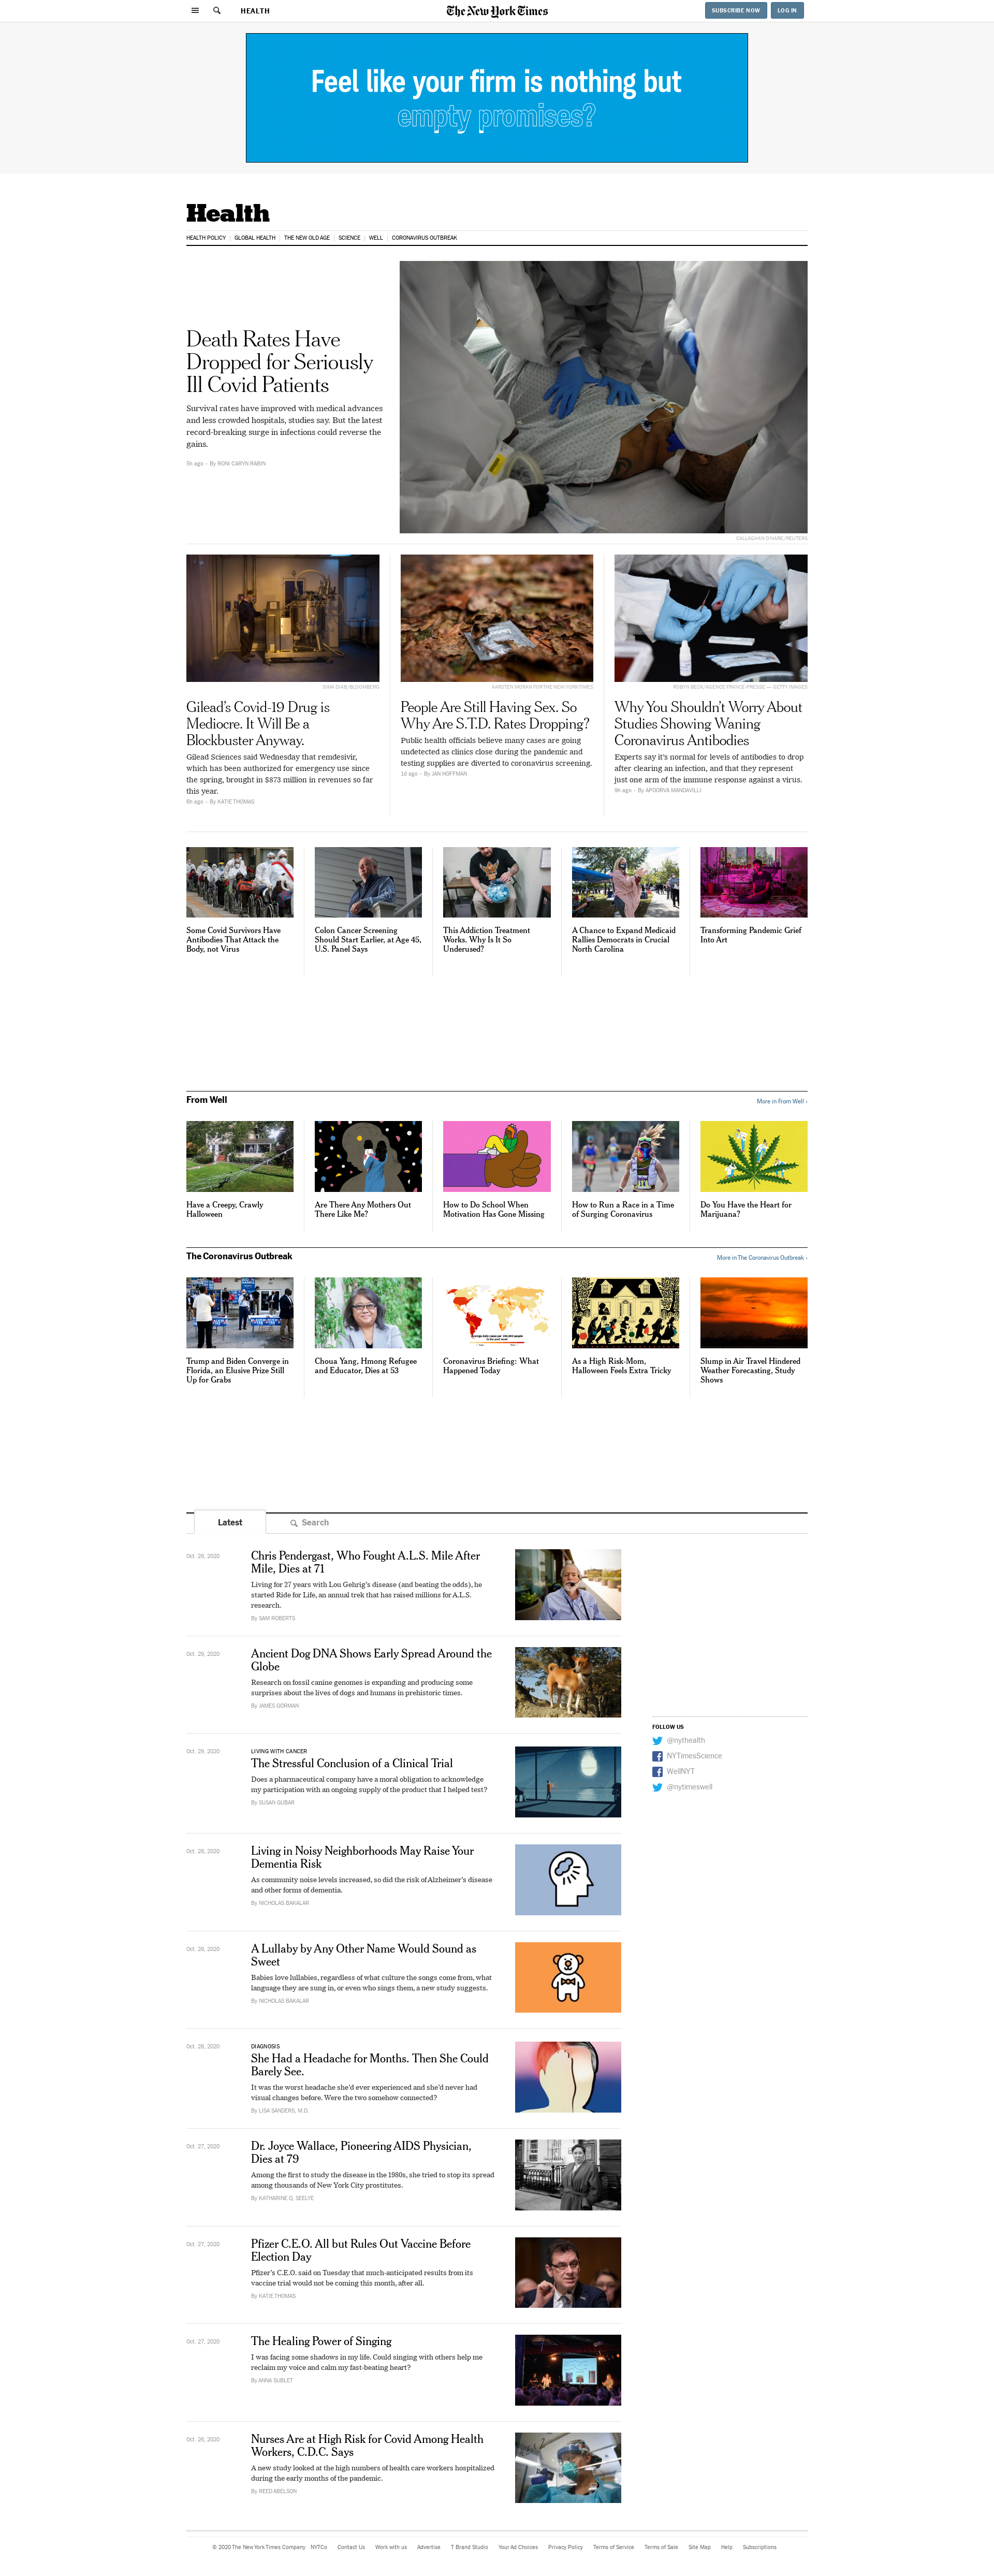 HEALTH
The New York Times
SUBSCRIBE NOW
LOG IN
Feel like your firm is nothing but
empty promises?
Health
HEALTH POLICY
GLOBAL HEALTH
THE NEW OLD AGE
SCIENCE
WELL
CORONAVIRUS OUTBREAK
Death Rates Have
Dropped for Seriously
Ill Covid Patients
Survival rates have improved with medical advances
and less crowded hospitals, studies say. But the latest
record-breaking surge in infections could reverse the
gains.
5h ago - By RONI CARYN RABIN
CALLAGHAN O'HARE/REUTERS
SIMA DIAB/BLOOMBERG
Gilead's Covid-19 Drug is
Mediocre. It Will Be a
Blockbuster Anyway.
Gilead Sciences said Wednesday that remdesivir,
which has been authorized for emergency use since
the spring, brought in $873 million in revenues so far
this year.
6h ago - By KATIE THOMAS
KARSTEN MORAN FOR THE NEW YORK TIMES
People Are Still Having Sex. So
Why Are S.T.D. Rates Dropping?
Public health officials believe many cases are going
undetected as clinics close during the pandemic and
testing supplies are diverted to coronavirus screening.
1d ago - By JAN HOFFMAN
ROBYN BECK/AGENCE FRANCE-PRESSE — GETTY IMAGES
Why You Shouldn't Worry About
Studies Showing Waning
Coronavirus Antibodies
Experts say it's normal for levels of antibodies to drop
after clearing an infection, and that they represent
just one arm of the immune response against a virus.
9h ago - By APOORVA MANDAVILLI
Some Covid Survivors Have
Antibodies That Attack the
Body, not Virus
Colon Cancer Screening
Should Start Earlier, at Age 45,
U.S. Panel Says
This Addiction Treatment
Works. Why Is It So
Underused?
A Chance to Expand Medicaid
Rallies Democrats in Crucial
North Carolina
Transforming Pandemic Grief
Into Art
From Well
More in From Well ›
Have a Creepy, Crawly
Halloween
Are There Any Mothers Out
There Like Me?
How to Do School When
Motivation Has Gone Missing
How to Run a Race in a Time
of Surging Coronavirus
Do You Have the Heart for
Marijuana?
The Coronavirus Outbreak
More in The Coronavirus Outbreak ›
Trump and Biden Converge in
Florida, an Elusive Prize Still
Up for Grabs
Choua Yang, Hmong Refugee
and Educator, Dies at 53
Coronavirus Briefing: What
Happened Today
As a High Risk-Mom,
Halloween Feels Extra Tricky
Slump in Air Travel Hindered
Weather Forecasting, Study
Shows
Latest
Search
Oct. 29, 2020
Chris Pendergast, Who Fought A.L.S. Mile After
Mile, Dies at 71
Living for 27 years with Lou Gehrig's disease (and beating the odds), he
started Ride for Life, an annual trek that has raised millions for A.L.S.
research.
By SAM ROBERTS
Oct. 29, 2020
Ancient Dog DNA Shows Early Spread Around the
Globe
Research on fossil canine genomes is expanding and producing some
surprises about the lives of dogs and humans in prehistoric times.
By JAMES GORMAN
FOLLOW US
@nythealth
NYTimesScience
WellNYT
@nytimeswell
Oct. 29, 2020
LIVING WITH CANCER
The Stressful Conclusion of a Clinical Trial
Does a pharmaceutical company have a moral obligation to acknowledge
my participation with an ongoing supply of the product that I helped test?
By SUSAN GUBAR
Oct. 28, 2020
Living in Noisy Neighborhoods May Raise Your
Dementia Risk
As community noise levels increased, so did the risk of Alzheimer's disease
and other forms of dementia.
By NICHOLAS BAKALAR
Oct. 28, 2020
A Lullaby by Any Other Name Would Sound as
Sweet
Babies love lullabies, regardless of what culture the songs come from, what
language they are sung in, or even who sings them, a new study suggests.
By NICHOLAS BAKALAR
Oct. 28, 2020
DIAGNOSIS
She Had a Headache for Months. Then She Could
Barely See.
It was the worst headache she'd ever experienced and she'd never had
visual changes before. Were the two somehow connected?
By LISA SANDERS, M.D.
Oct. 27, 2020
Dr. Joyce Wallace, Pioneering AIDS Physician,
Dies at 79
Among the first to study the disease in the 1980s, she tried to stop its spread
among thousands of New York City prostitutes.
By KATHARINE Q. SEELYE
Oct. 27, 2020
Pfizer C.E.O. All but Rules Out Vaccine Before
Election Day
Pfizer's C.E.O. said on Tuesday that much-anticipated results from its
vaccine trial would not be coming this month, after all.
By KATIE THOMAS
Oct. 27, 2020
The Healing Power of Singing
I was facing some shadows in my life. Could singing with others help me
reclaim my voice and calm my fast-beating heart?
By ANNA SUBLET
Oct. 26, 2020
Nurses Are at High Risk for Covid Among Health
Workers, C.D.C. Says
A new study looked at the high numbers of health care workers hospitalized
during the early months of the pandemic.
By REED ABELSON
© 2020 The New York Times Company NYTCo Contact Us Work with us Advertise T Brand Studio Your Ad Choices Privacy Policy Terms of Service Terms of Sale Site Map Help Subscriptions